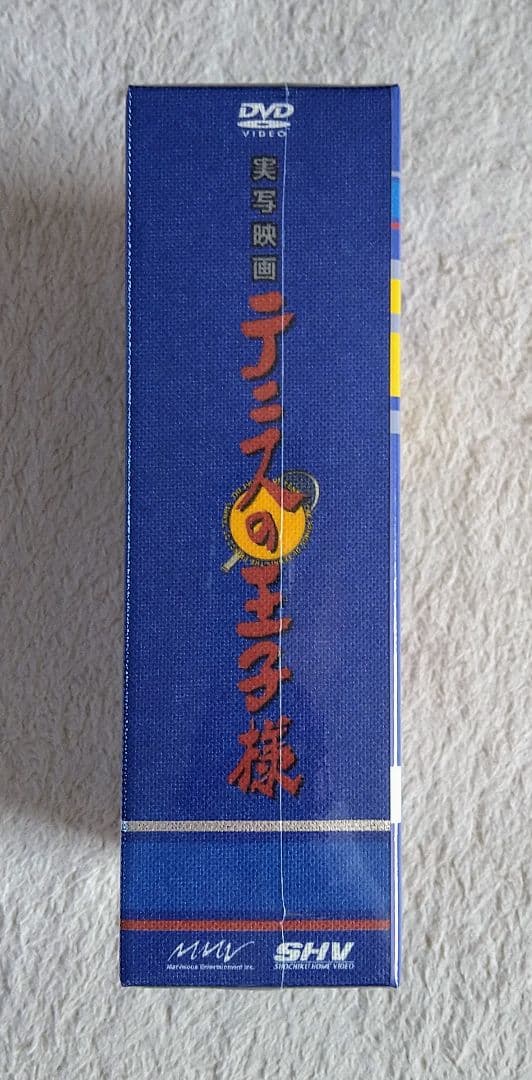 DVD
VIDEO
実写映画
テニスの王子様
MMV
Marvelous Entertainment Inc.
SHV
SHOCHIKU HOME VIDEO